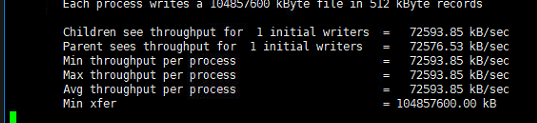 Each process writes a 104857600 kByte file in 512 kByte records
Children see throughput for 1 initial writers = 72593.85 kB/sec
Parent sees throughput for 1 initial writers = 72576.53 kB/sec
Min throughput per process = 72593.85 kB/sec
Max throughput per process = 72593.85 kB/sec
Avg throughput per process = 72593.85 kB/sec
Min xfer = 104857600.00 kB